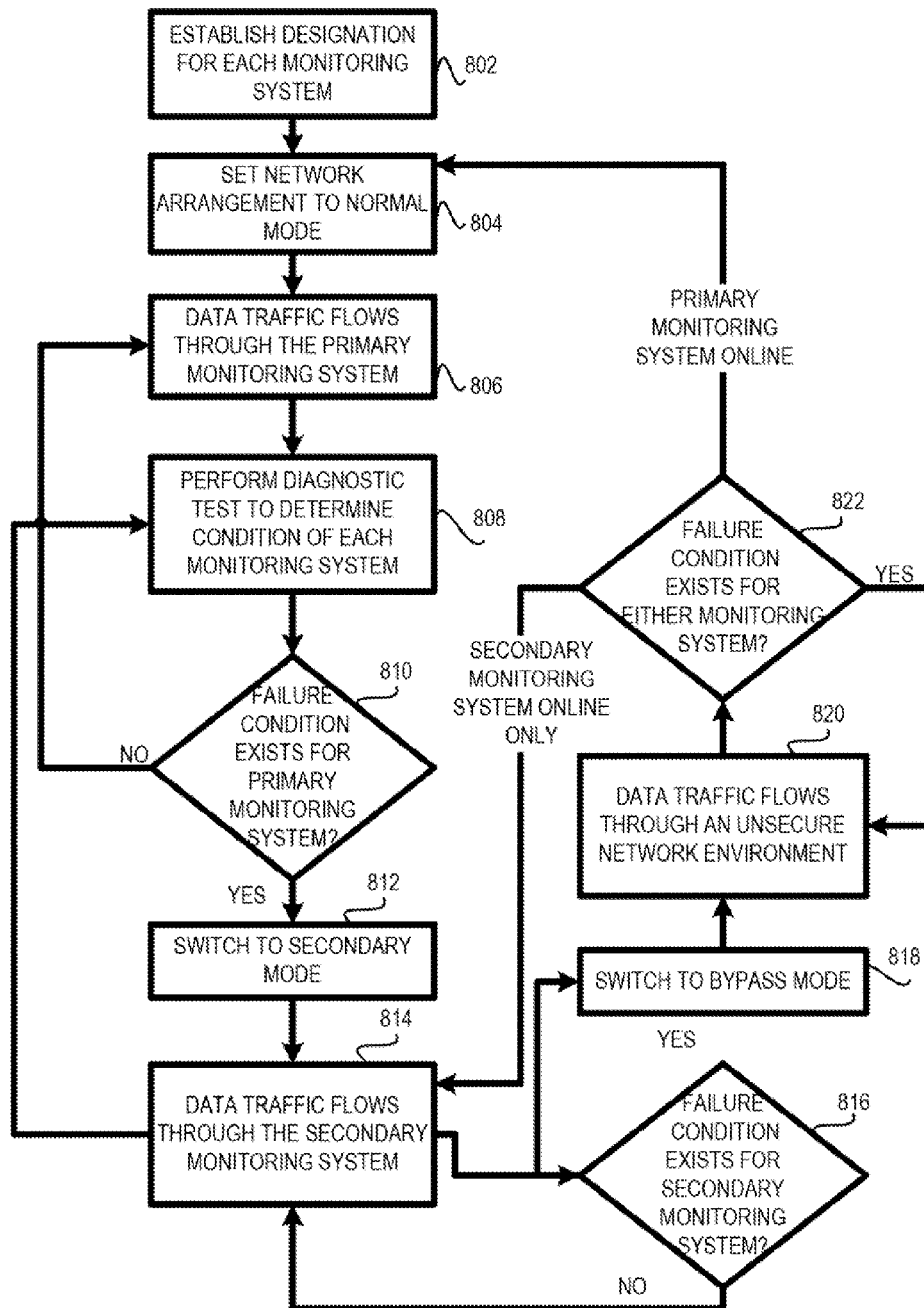 ESTABLISH DESIGNATION
FOR EACH MONITORING
SYSTEM
802
SET NETWORK
ARRANGEMENT TO NORMAL
MODE
804
DATA TRAFFIC FLOWS
THROUGH THE PRIMARY
MONITORING SYSTEM
806
PERFORM DIAGNOSTIC
TEST TO DETERMINE
CONDITION OF EACH
MONITORING SYSTEM
808
FAILURE
CONDITION
EXISTS FOR
PRIMARY
MONITORING
SYSTEM?
810
NO
YES
812
SWITCH TO SECONDARY
MODE
814
DATA TRAFFIC FLOWS
THROUGH THE SECONDARY
MONITORING SYSTEM
PRIMARY
MONITORING
SYSTEM ONLINE
822
FAILURE
CONDITION
EXISTS FOR
EITHER MONITORING
SYSTEM?
YES
SECONDARY
MONITORING
SYSTEM ONLINE
ONLY
820
DATA TRAFFIC FLOWS
THROUGH AN UNSECURE
NETWORK ENVIRONMENT
SWITCH TO BYPASS MODE
818
YES
FAILURE
CONDITION
EXISTS FOR
SECONDARY
MONITORING
SYSTEM?
816
NO